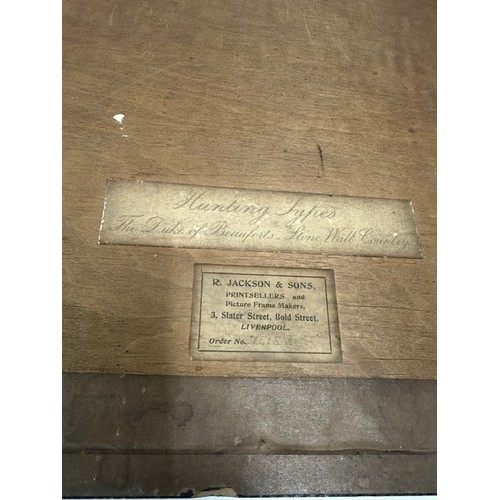 Hunting Types
The Duke of Beauforts - Stone Wall Country
R. JACKSON & SONS,
PRINTSELLERS and
Picture Frame Makers,
3, Slater Street, Bold Street,
LIVERPOOL.
Order No.